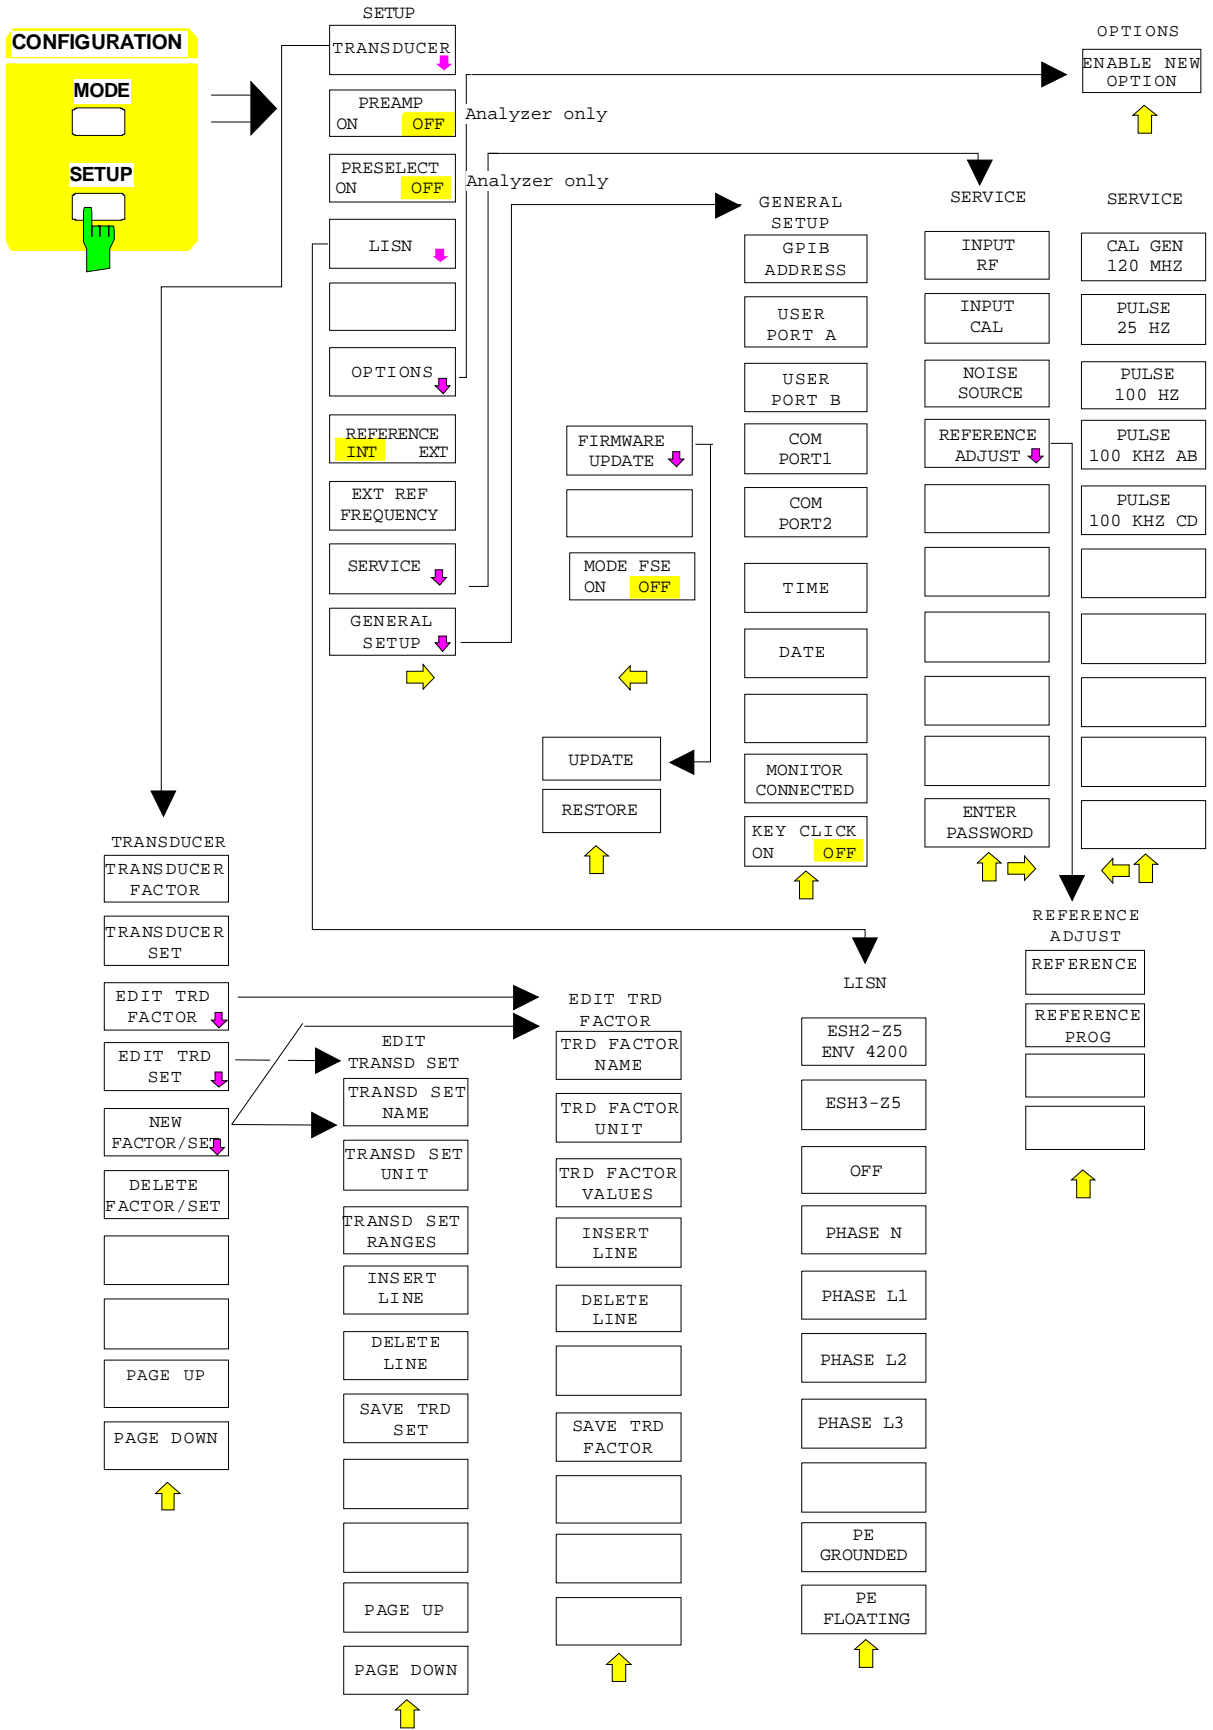 CONFIGURATION
MODE
SETUP
SETUP
TRANSDUCER
PREAMP
ON OFF
Analyzer only
PRESELECT
ON OFF
Analyzer only
LISN
OPTIONS
REFERENCE
INT EXT
EXT REF
FREQUENCY
SERVICE
GENERAL
SETUP
FIRMWARE
UPDATE
MODE FSE
ON OFF
UPDATE
RESTORE
GENERAL
SETUP
GPIB
ADDRESS
USER
PORT A
USER
PORT B
COM
PORT1
COM
PORT2
TIME
DATE
MONITOR
CONNECTED
KEY CLICK
ON OFF
OPTIONS
ENABLE NEW
OPTION
SERVICE
INPUT
RF
INPUT
CAL
NOISE
SOURCE
REFERENCE
ADJUST
ENTER
PASSWORD
SERVICE
CAL GEN
120 MHZ
PULSE
25 HZ
PULSE
100 HZ
PULSE
100 KHZ AB
PULSE
100 KHZ CD
REFERENCE
ADJUST
REFERENCE
REFERENCE
PROG
TRANSDUCER
TRANSDUCER
FACTOR
TRANSDUCER
SET
EDIT TRD
FACTOR
EDIT TRD
SET
NEW
FACTOR/SET
DELETE
FACTOR/SET
PAGE UP
PAGE DOWN
EDIT
TRANSD SET
TRANSD SET
NAME
TRANSD SET
UNIT
TRANSD SET
RANGES
INSERT
LINE
DELETE
LINE
SAVE TRD
SET
PAGE UP
PAGE DOWN
EDIT TRD
FACTOR
TRD FACTOR
NAME
TRD FACTOR
UNIT
TRD FACTOR
VALUES
INSERT
LINE
DELETE
LINE
SAVE TRD
FACTOR
LISN
ESH2-Z5
ENV 4200
ESH3-Z5
OFF
PHASE N
PHASE L1
PHASE L2
PHASE L3
PE
GROUNDED
PE
FLOATING